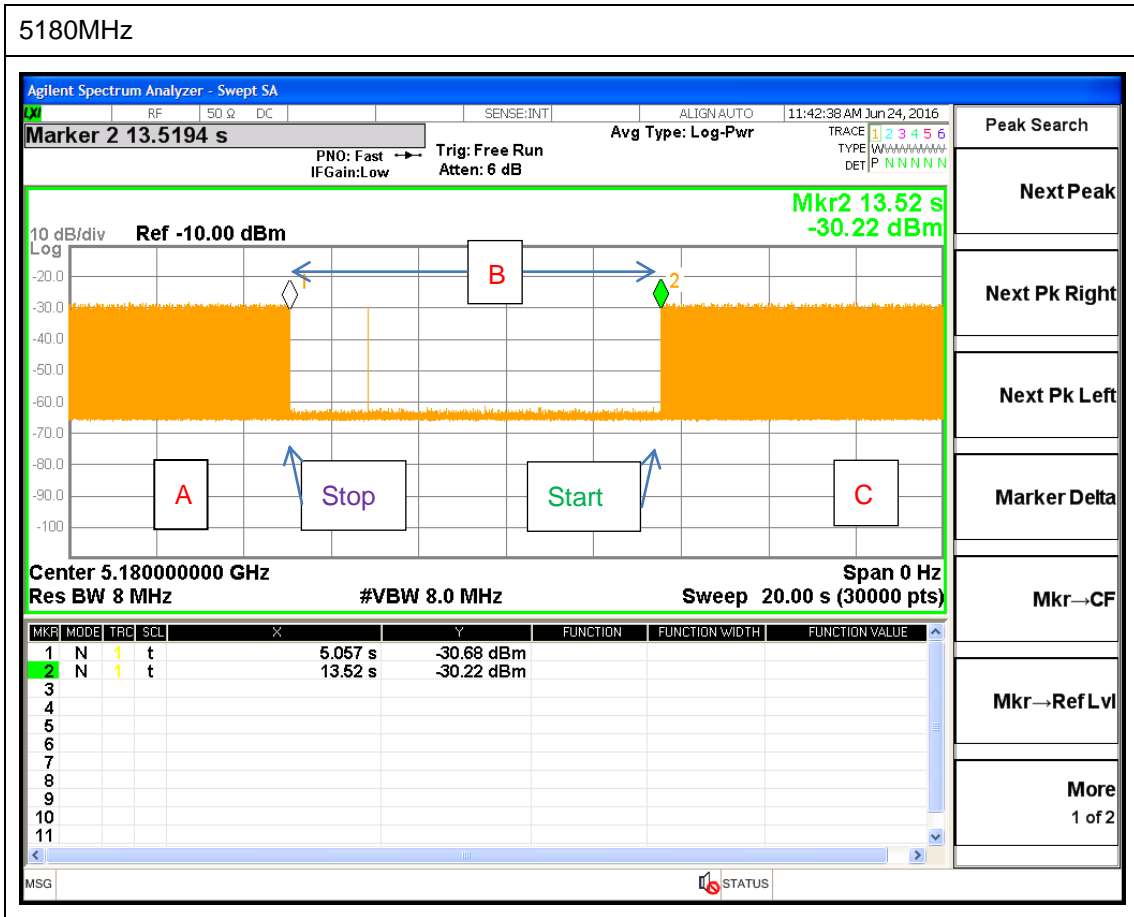 5180MHz
Agilent Spectrum Analyzer - Swept SA
LXI RF 50 Ω DC SENSE:INT ALIGN AUTO 11:42:38 AM Jun 24, 2016
Marker 2 13.5194 s
PNO: Fast
IFGain:Low
Trig: Free Run
Atten: 6 dB
Avg Type: Log-Pwr
TRACE 1 2 3 4 5 6
TYPE
DET P N N N N N
Mkr2 13.52 s
-30.22 dBm
10 dB/div Ref -10.00 dBm
Log
-20.0
-30.0
-40.0
-50.0
-60.0
-70.0
-80.0
-90.0
-100
1
B
2
A
Stop
Start
C
Center 5.180000000 GHz Span 0 Hz
Res BW 8 MHz #VBW 8.0 MHz Sweep 20.00 s (30000 pts)
MKR MODE TRC SCL X Y FUNCTION FUNCTION WIDTH FUNCTION VALUE
1 N 1 t 5.057 s -30.68 dBm
2 N 1 t 13.52 s -30.22 dBm
3
4
5
6
7
8
9
10
11
MSG STATUS
Peak Search
Next Peak
Next Pk Right
Next Pk Left
Marker Delta
Mkr→CF
Mkr→Ref Lvl
More
1 of 2